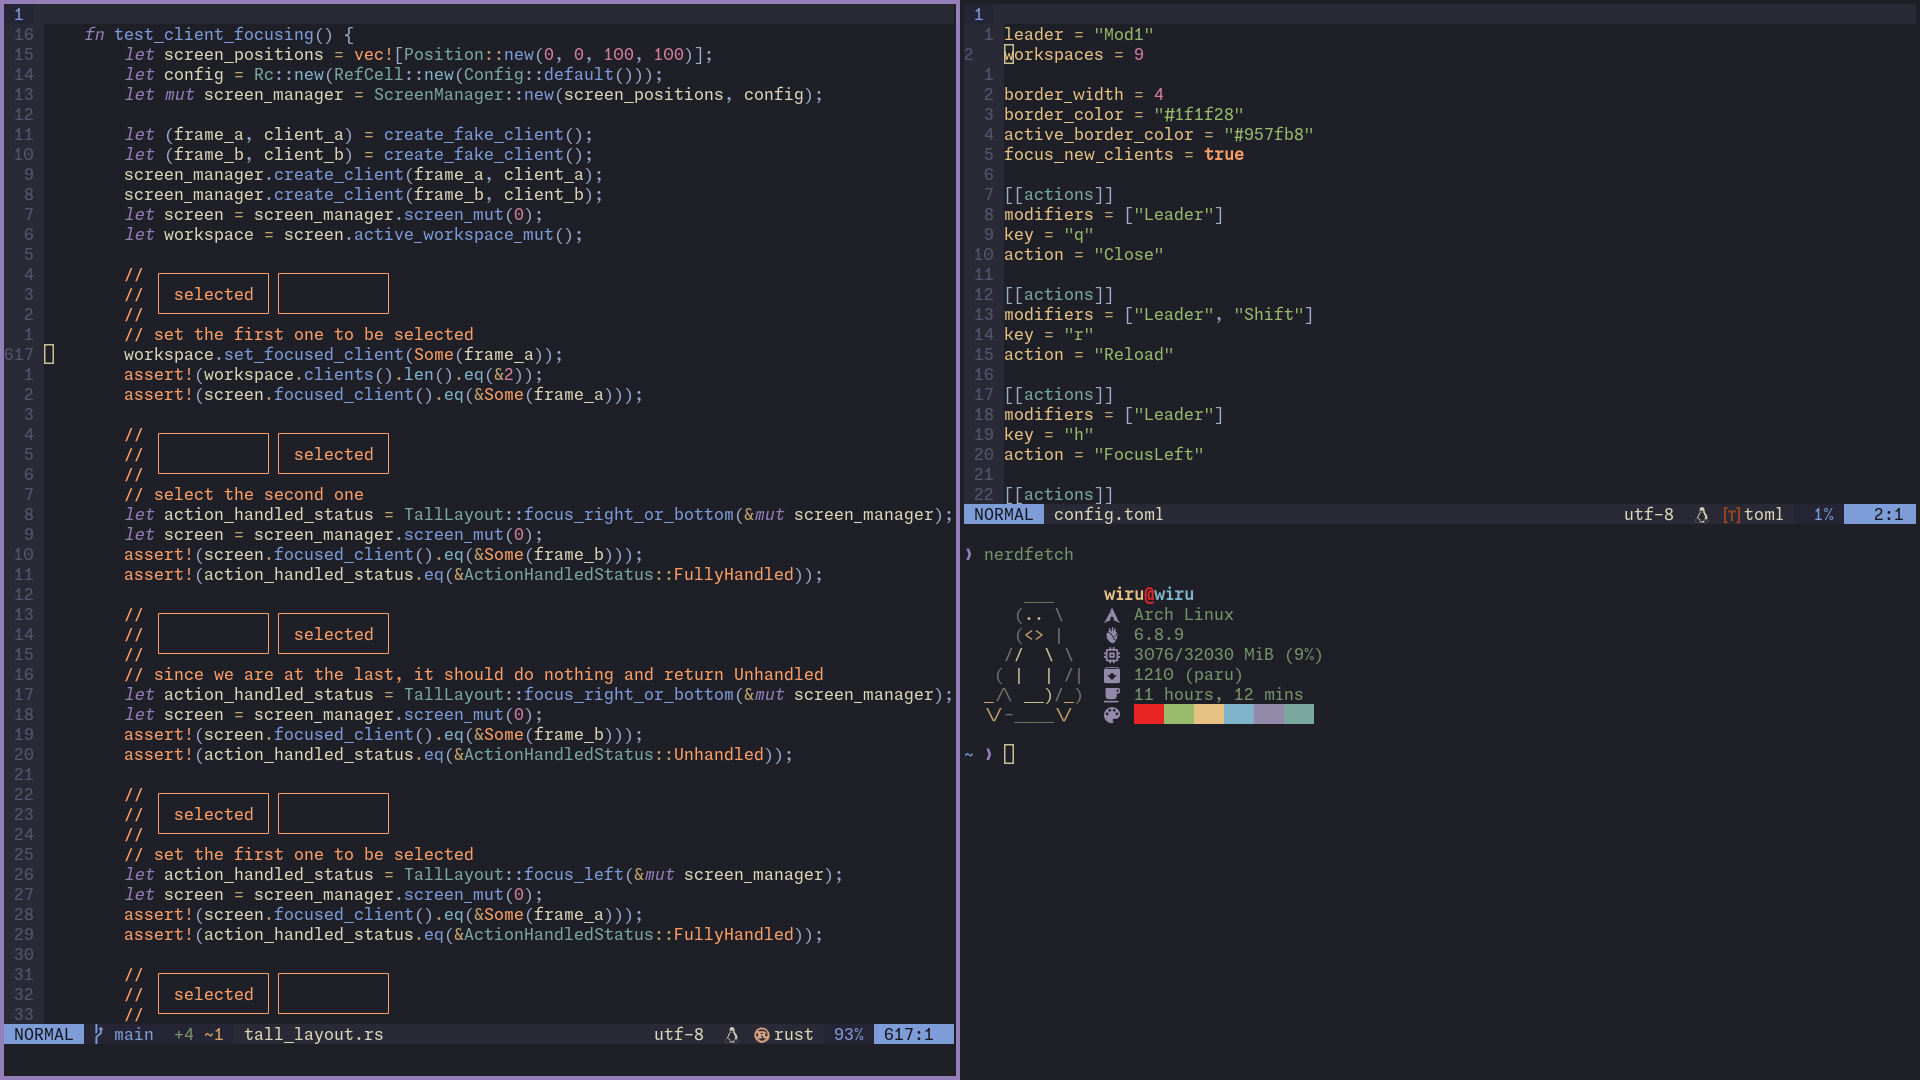 1
16     fn test_client_focusing() {
15         let screen_positions = vec![Position::new(0, 0, 100, 100)];
14         let config = Rc::new(RefCell::new(Config::default()));
13         let mut screen_manager = ScreenManager::new(screen_positions, config);
12
11         let (frame_a, client_a) = create_fake_client();
10         let (frame_b, client_b) = create_fake_client();
9         screen_manager.create_client(frame_a, client_a);
8         screen_manager.create_client(frame_b, client_b);
7         let screen = screen_manager.screen_mut(0);
6         let workspace = screen.active_workspace_mut();
5
4         //
3         // selected
2         //
1         // set the first one to be selected
617         workspace.set_focused_client(Some(frame_a));
1         assert!(workspace.clients().len().eq(&2));
2         assert!(screen.focused_client().eq(&Some(frame_a)));
3
4         //
5         // selected
6         //
7         // select the second one
8         let action_handled_status = TallLayout::focus_right_or_bottom(&mut screen_manager);
9         let screen = screen_manager.screen_mut(0);
10         assert!(screen.focused_client().eq(&Some(frame_b)));
11         assert!(action_handled_status.eq(&ActionHandledStatus::FullyHandled));
12
13         //
14         // selected
15         //
16         // since we are at the last, it should do nothing and return Unhandled
17         let action_handled_status = TallLayout::focus_right_or_bottom(&mut screen_manager);
18         let screen = screen_manager.screen_mut(0);
19         assert!(screen.focused_client().eq(&Some(frame_b)));
20         assert!(action_handled_status.eq(&ActionHandledStatus::Unhandled));
21
22         //
23         // selected
24         //
25         // set the first one to be selected
26         let action_handled_status = TallLayout::focus_left(&mut screen_manager);
27         let screen = screen_manager.screen_mut(0);
28         assert!(screen.focused_client().eq(&Some(frame_a)));
29         assert!(action_handled_status.eq(&ActionHandledStatus::FullyHandled));
30
31         //
32         // selected
33         //
NORMAL main +4 ~1 tall_layout.rs utf-8 rust 93% 617:1
1
1 leader = "Mod1"
2 workspaces = 9
1
2 border_width = 4
3 border_color = "#1f1f28"
4 active_border_color = "#957fb8"
5 focus_new_clients = true
6
7 [[actions]]
8 modifiers = ["Leader"]
9 key = "q"
10 action = "Close"
11
12 [[actions]]
13 modifiers = ["Leader", "Shift"]
14 key = "r"
15 action = "Reload"
16
17 [[actions]]
18 modifiers = ["Leader"]
19 key = "h"
20 action = "FocusLeft"
21
22 [[actions]]
NORMAL config.toml utf-8 [T] toml 1% 2:1
❯ nerdfetch
wiru@wiru
Arch Linux
6.8.9
3076/32030 MiB (9%)
1210 (paru)
11 hours, 12 mins
~ ❯